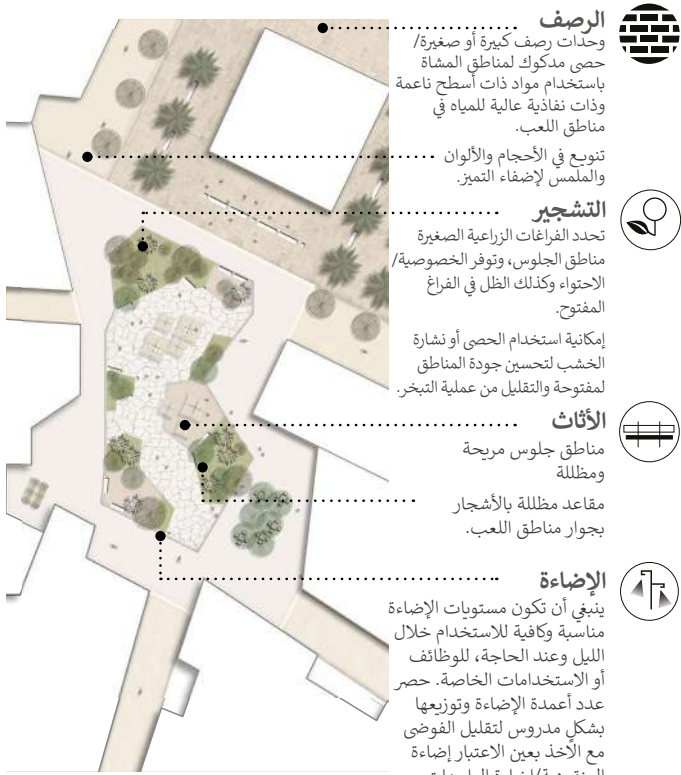 الرصف
وحدات رصف كبيرة أو صغيرة/
حصى مدكوك لمناطق المشاة
باستخدام مواد ذات أسطح ناعمة
وذات نفاذية عالية للمياه في
مناطق اللعب.
تنويع في الأحجام والألوان
والملمس لإضفاء التميز.
التشجير
تحدد الفراغات الزراعية الصغيرة
مناطق الجلوس، وتوفر الخصوصية/
الاحتواء وكذلك الظل في الفراغ
المفتوح.
إمكانية استخدام الحصى أو نشارة
الخشب لتحسين جودة المناطق
لمفتوحة والتقليل من عملية التبخر.
الأثاث
مناطق جلوس مريحة
ومظللة
مقاعد مظللة بالأشجار
بجوار مناطق اللعب.
الإضاءة
ينبغي أن تكون مستويات الإضاءة
مناسبة وكافية للاستخدام خلال
الليل وعند الحاجة، للوظائف
أو الاستخدامات الخاصة. حصر
عدد أعمدة الإضاءة وتوزيعها
بشكلٍ مدروس لتقليل الفوضى
مع الأخذ بعين الاعتبار إضاءة